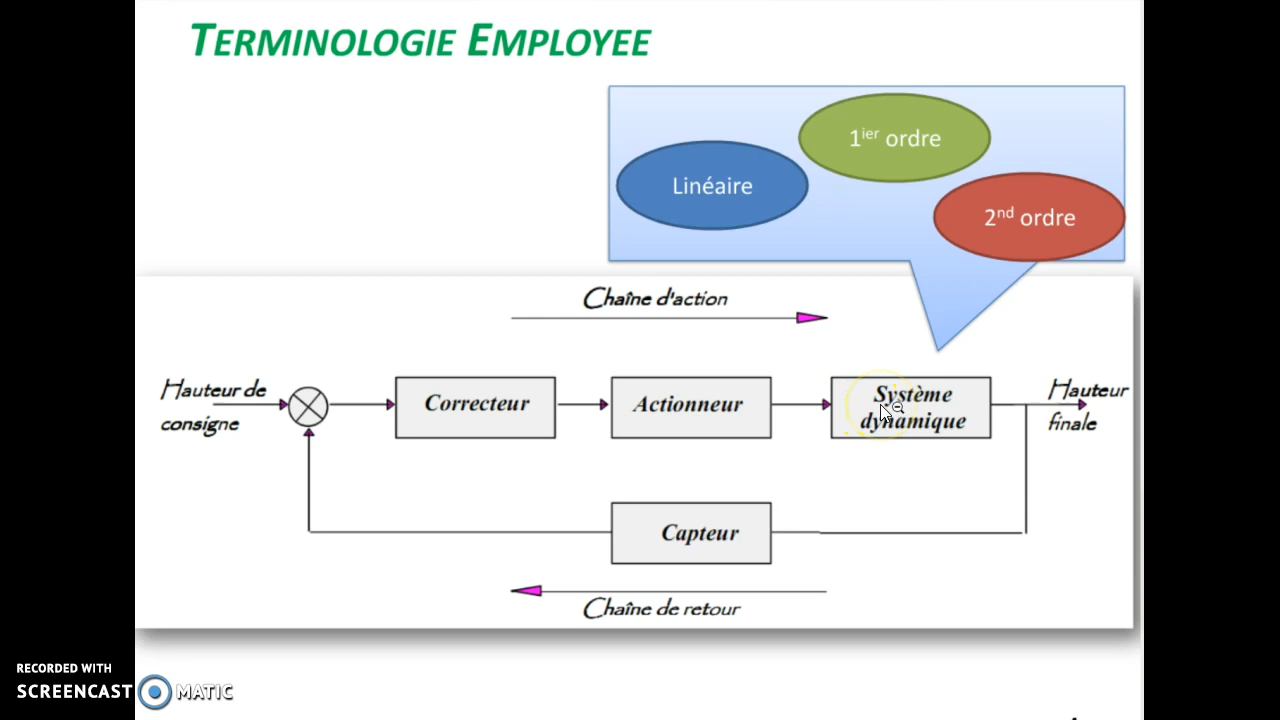 TERMINOLOGIE EMPLOYEE
1ier ordre
Linéaire
2nd ordre
Chaîne d'action
Hauteur de
consigne
Correcteur
Actionneur
Système
dynamique
Hauteur
finale
Capteur
Chaîne de retour
RECORDED WITH
SCREENCAST MATIC